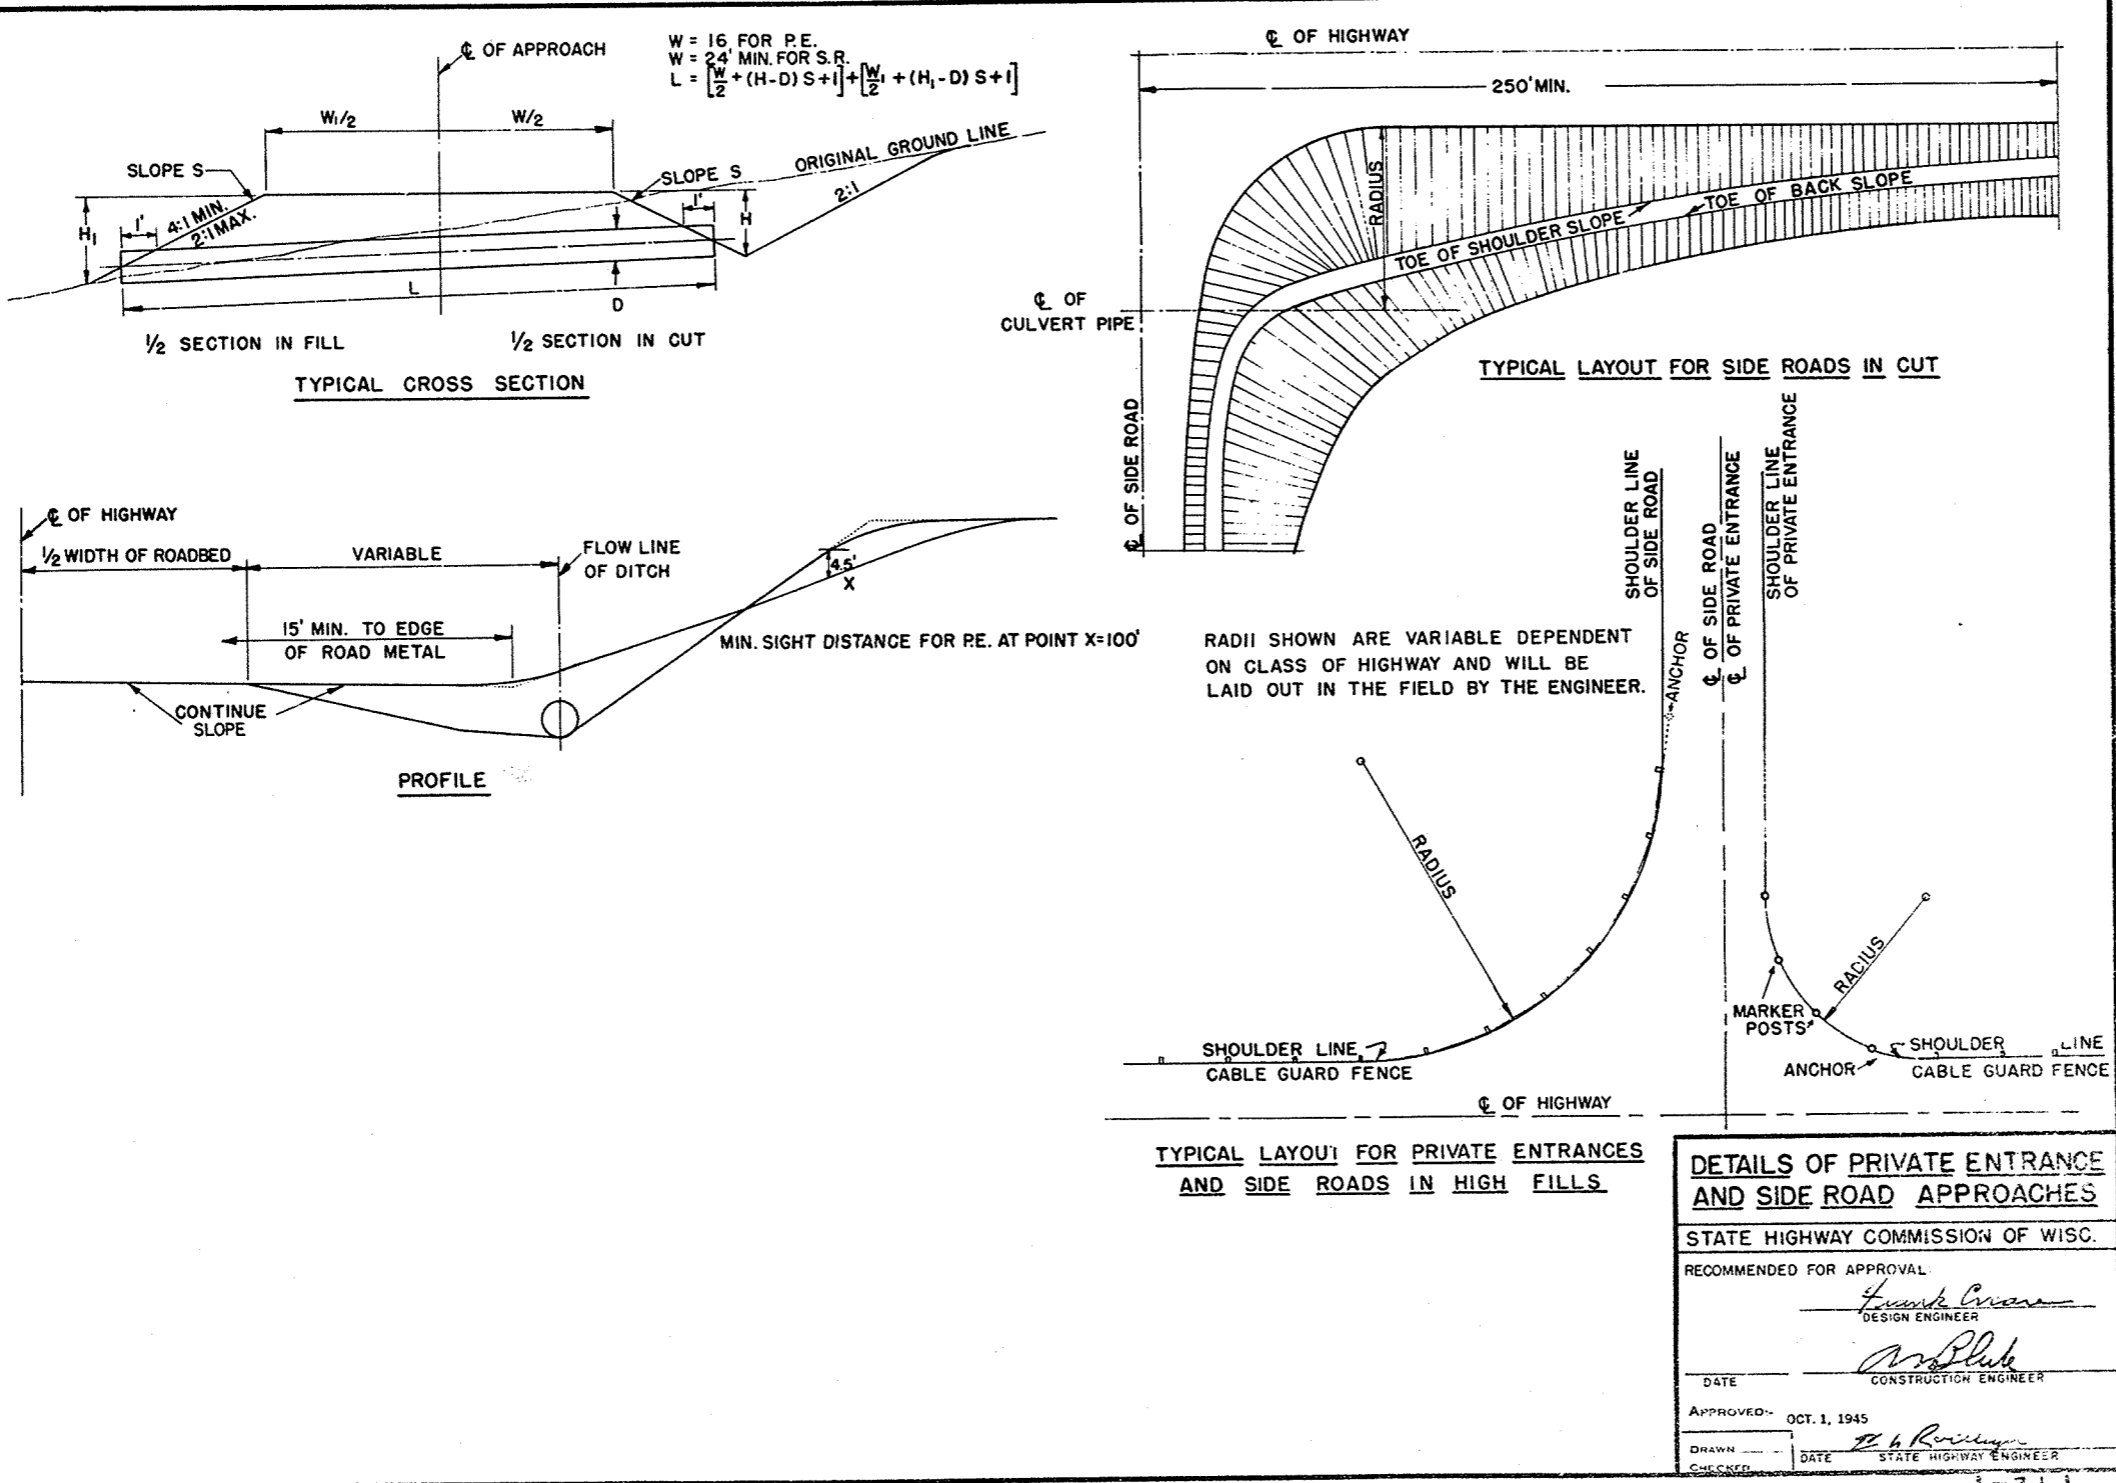 ℄ OF APPROACH
W = 16 FOR P.E.
W = 24' MIN. FOR S.R.
L = [W/2 + (H-D) S+1] + [W1/2 + (H1-D) S+1]
W1/2
W/2
SLOPE S
SLOPE S
ORIGINAL GROUND LINE
H1
1'
4:1 MIN.
2:1 MAX.
1'
H
2:1
L
D
1/2 SECTION IN FILL
1/2 SECTION IN CUT
TYPICAL CROSS SECTION
℄ OF HIGHWAY
250' MIN.
RADIUS
TOE OF SHOULDER SLOPE
TOE OF BACK SLOPE
℄ OF
CULVERT PIPE
℄ OF SIDE ROAD
TYPICAL LAYOUT FOR SIDE ROADS IN CUT
℄ OF HIGHWAY
1/2 WIDTH OF ROADBED
VARIABLE
FLOW LINE
OF DITCH
15' MIN. TO EDGE
OF ROAD METAL
4.5'
X
MIN. SIGHT DISTANCE FOR P.E. AT POINT X=100'
CONTINUE
SLOPE
PROFILE
RADII SHOWN ARE VARIABLE DEPENDENT
ON CLASS OF HIGHWAY AND WILL BE
LAID OUT IN THE FIELD BY THE ENGINEER.
SHOULDER LINE
OF SIDE ROAD
℄ OF SIDE ROAD
℄ OF PRIVATE ENTRANCE
SHOULDER LINE
OF PRIVATE ENTRANCE
ANCHOR
RADIUS
RADIUS
MARKER
POSTS
ANCHOR
SHOULDER LINE
CABLE GUARD FENCE
SHOULDER LINE
CABLE GUARD FENCE
℄ OF HIGHWAY
TYPICAL LAYOUT FOR PRIVATE ENTRANCES
AND SIDE ROADS IN HIGH FILLS
DETAILS OF PRIVATE ENTRANCE
AND SIDE ROAD APPROACHES
STATE HIGHWAY COMMISSION OF WISC.
RECOMMENDED FOR APPROVAL
Frank
DESIGN ENGINEER
DATE
CONSTRUCTION ENGINEER
APPROVED:-
OCT. 1, 1945
DRAWN
CHECKED
DATE
STATE HIGHWAY ENGINEER